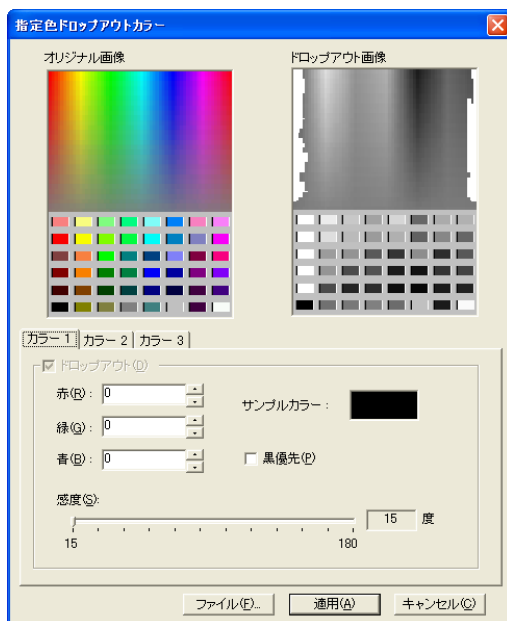 指定色ドロップアウトカラー
オリジナル画像 ドロップアウト画像
カラー 1 カラー 2 カラー 3
ドロップアウト(D)
赤(R): 0
サンプルカラー:
緑(G): 0
青(B): 0 黒優先(P)
感度(S):
15 度
15 180
ファイル(F)... 適用(A) キャンセル(C)